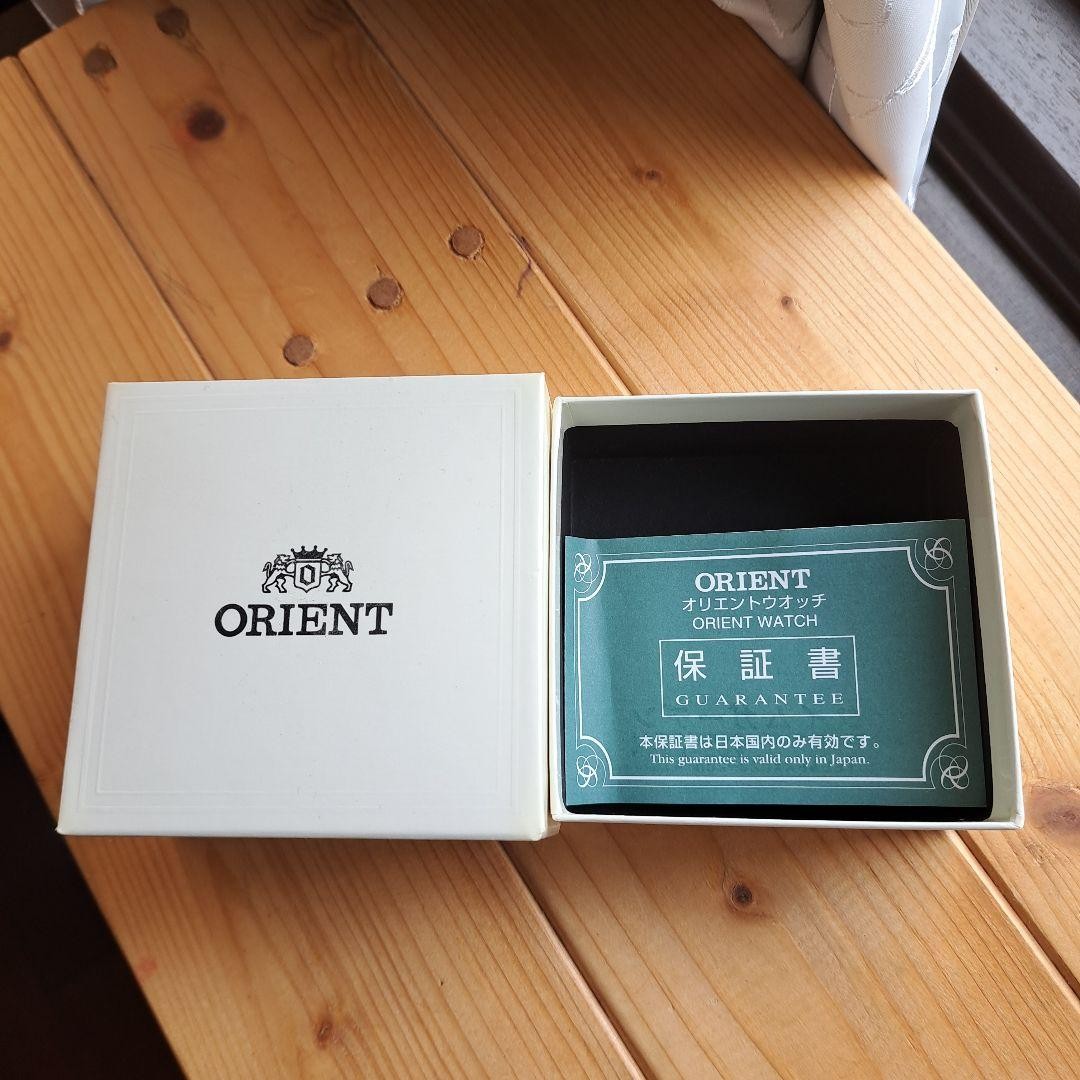 ORIENT
ORIENT
オリエントウオッチ
ORIENT WATCH
保証書
GUARANTEE
本保証書は日本国内のみ有効です。
This guarantee is valid only in Japan.